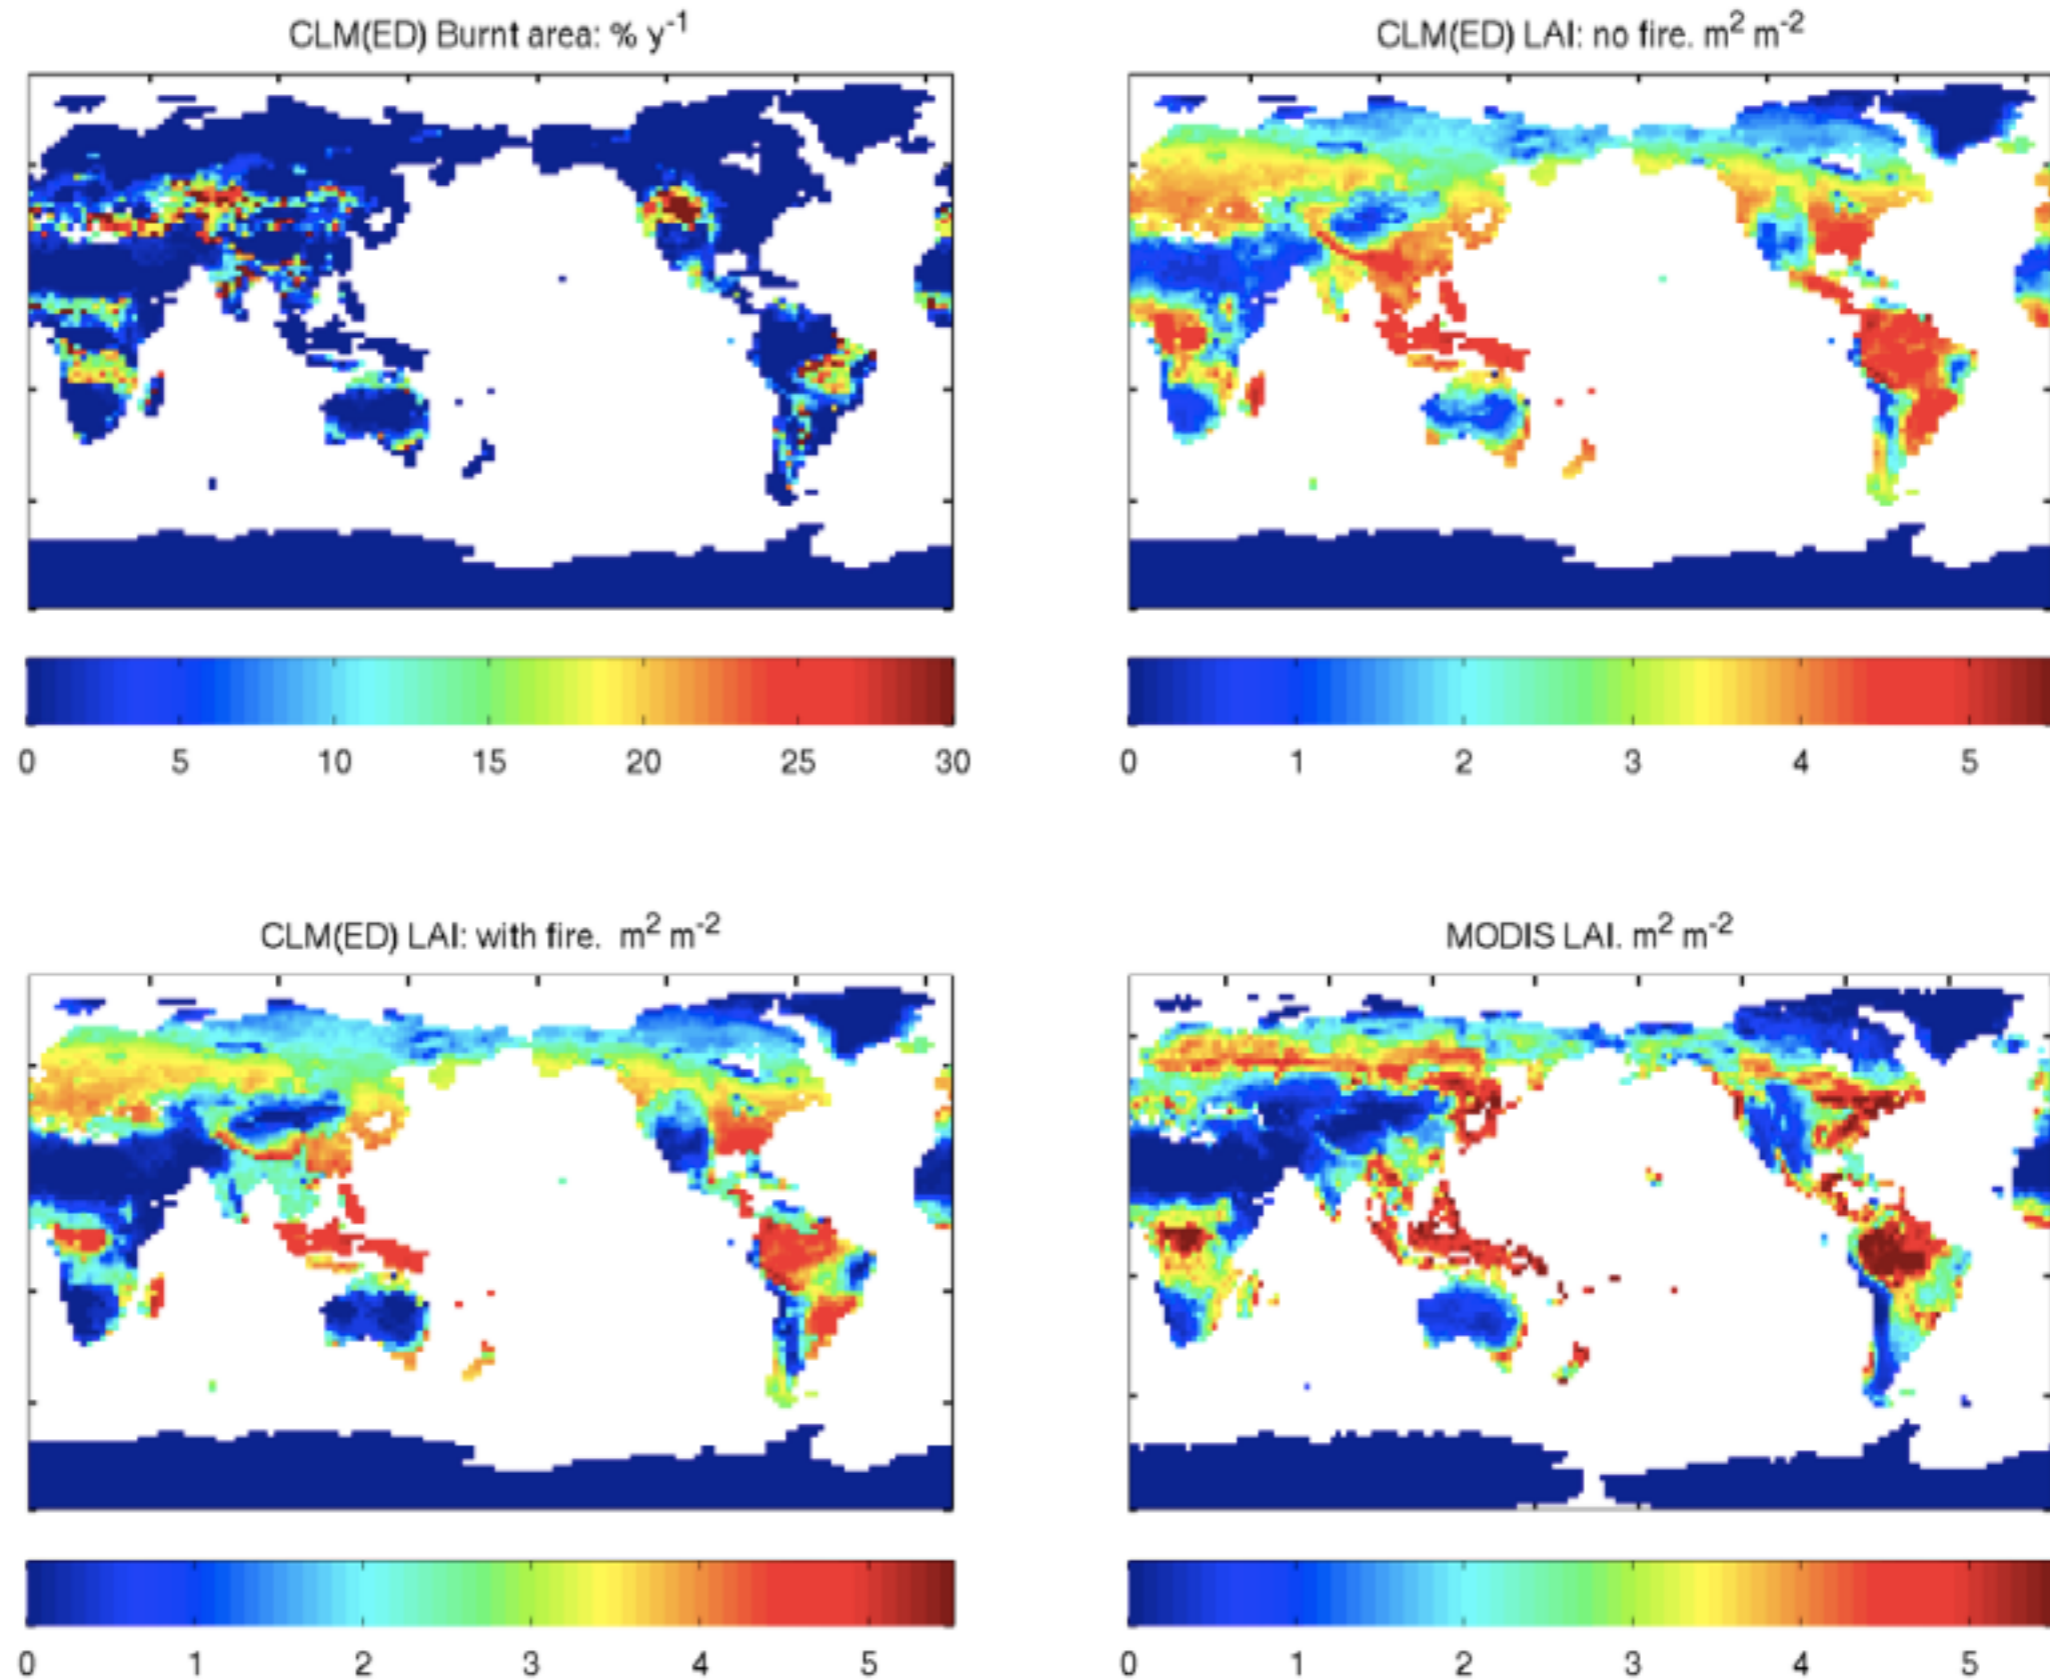 CLM(ED) Burnt area: % y-1
CLM(ED) LAI: no fire. m2 m-2
0 5 10 15 20 25 30
0 1 2 3 4 5
CLM(ED) LAI: with fire. m2 m-2
MODIS LAI. m2 m-2
0 1 2 3 4 5
0 1 2 3 4 5